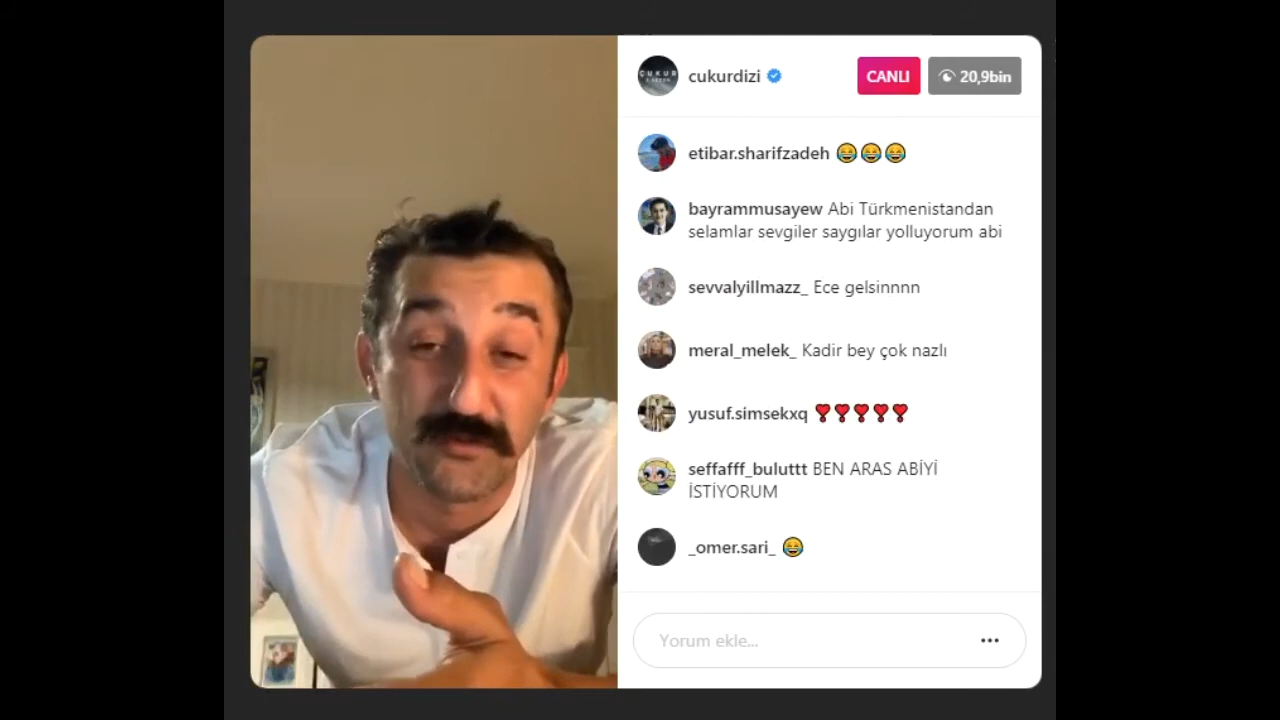 cukurdizi
CANLI
20,9bin
ÇUKUR
etibar.sharifzadeh 😂😂😂
bayrammusayew Abi Türkmenistandan
selamlar sevgiler saygılar yolluyorum abi
sevvalyillmazz_ Ece gelsinnnn
meral_melek_ Kadir bey çok nazlı
yusuf.simsekxq ❣❣❣❣❣
seffafff_buluttt BEN ARAS ABİYİ
İSTİYORUM
_omer.sari_ 😂
Yorum ekle...